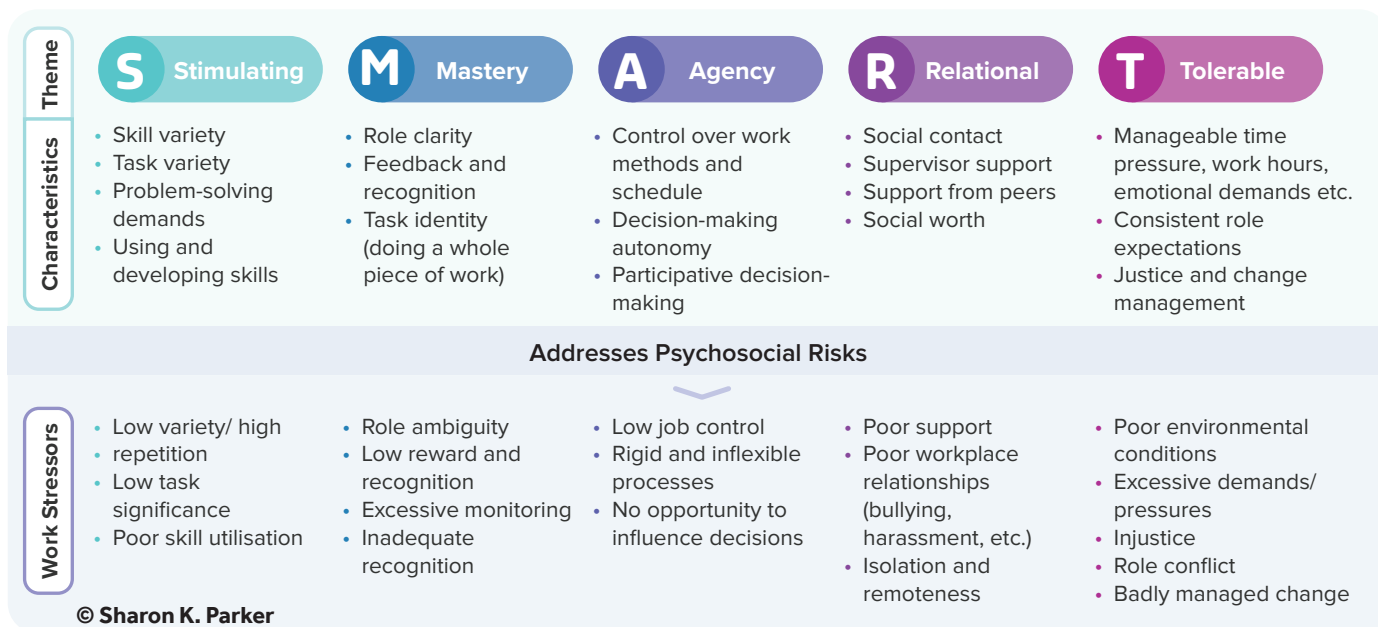 Theme
S Stimulating
M Mastery
A Agency
R Relational
T Tolerable
Characteristics
• Skill variety
• Task variety
• Problem-solving
demands
• Using and
developing skills
• Role clarity
• Feedback and
recognition
• Task identity
(doing a whole
piece of work)
• Control over work
methods and
schedule
• Decision-making
autonomy
• Participative decision-
making
• Social contact
• Supervisor support
• Support from peers
• Social worth
• Manageable time
pressure, work hours,
emotional demands etc.
• Consistent role
expectations
• Justice and change
management
Addresses Psychosocial Risks
Work Stressors
• Low variety/ high
• repetition
• Low task
significance
• Poor skill utilisation
• Role ambiguity
• Low reward and
recognition
• Excessive monitoring
• Inadequate
recognition
• Low job control
• Rigid and inflexible
processes
• No opportunity to
influence decisions
• Poor support
• Poor workplace
relationships
(bullying,
harassment, etc.)
• Isolation and
remoteness
• Poor environmental
conditions
• Excessive demands/
pressures
• Injustice
• Role conflict
• Badly managed change
© Sharon K. Parker